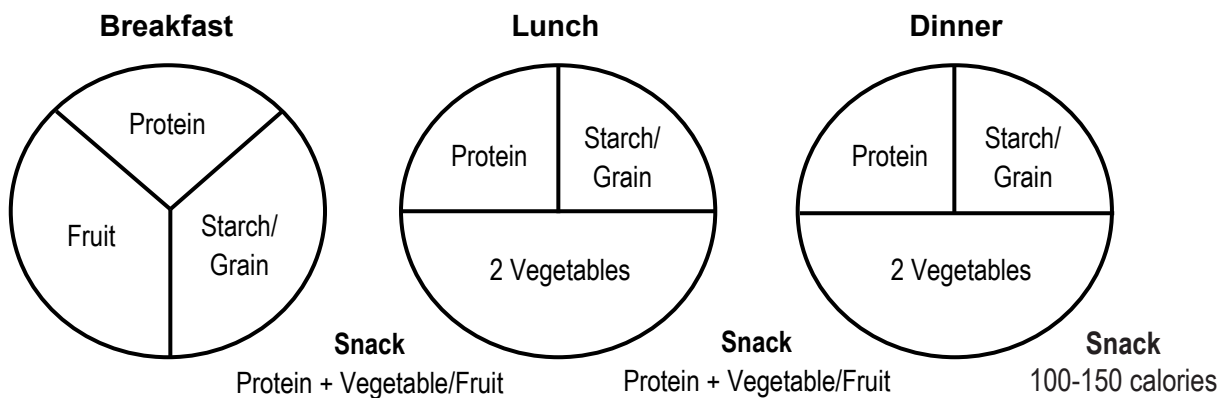 Breakfast
Protein
Fruit
Starch/
Grain
Snack
Protein + Vegetable/Fruit
Lunch
Protein
Starch/
Grain
2 Vegetables
Snack
Protein + Vegetable/Fruit
Dinner
Protein
Starch/
Grain
2 Vegetables
Snack
100-150 calories